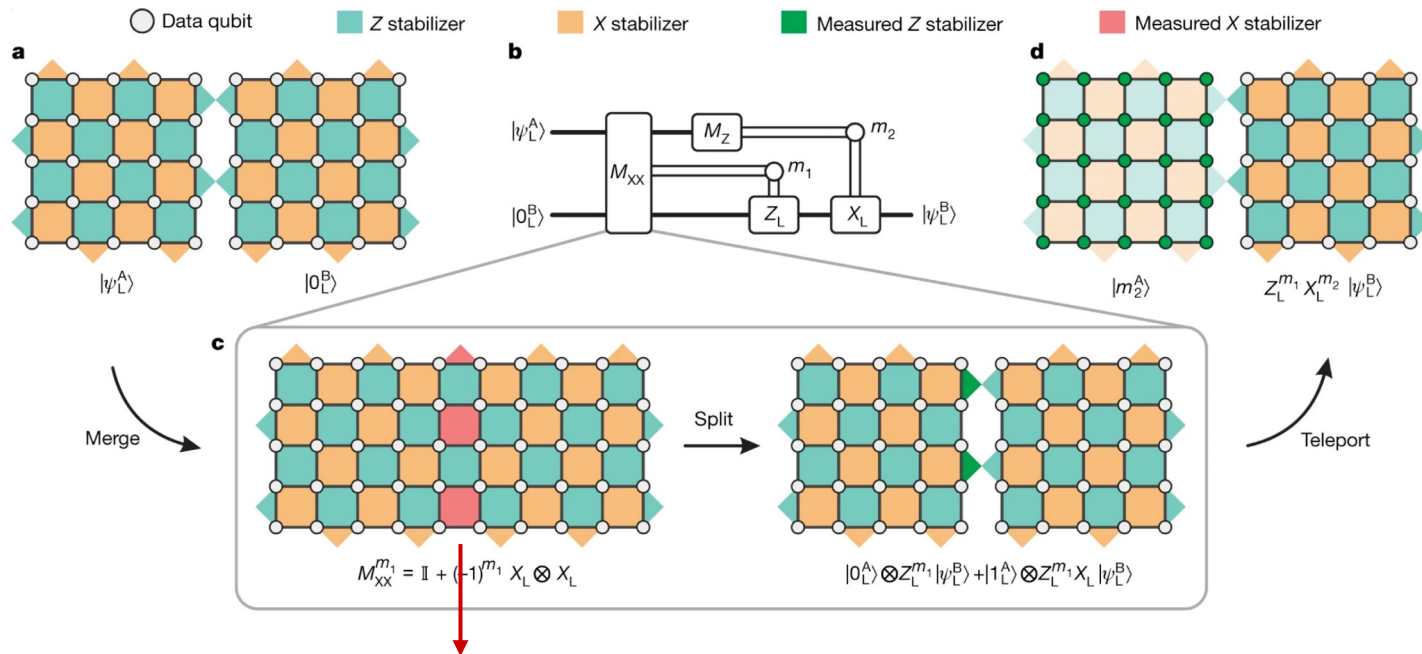 Data qubit
Z stabilizer
X stabilizer
Measured Z stabilizer
Measured X stabilizer
a
|ψ_L^A⟩
|0_L^B⟩
b
|ψ_L^A⟩
M_XX
M_Z
m_2
m_1
|0_L^B⟩
Z_L
X_L
|ψ_L^B⟩
d
|m_2^A⟩
Z_L^{m_1} X_L^{m_2} |ψ_L^B⟩
Merge
c
Split
Teleport
M_XX^{m_1} = 𝕀 + (−1)^{m_1} X_L ⊗ X_L
|0_L^A⟩ ⊗ Z_L^{m_1} |ψ_L^B⟩ + |1_L^A⟩ ⊗ Z_L^{m_1} X_L |ψ_L^B⟩